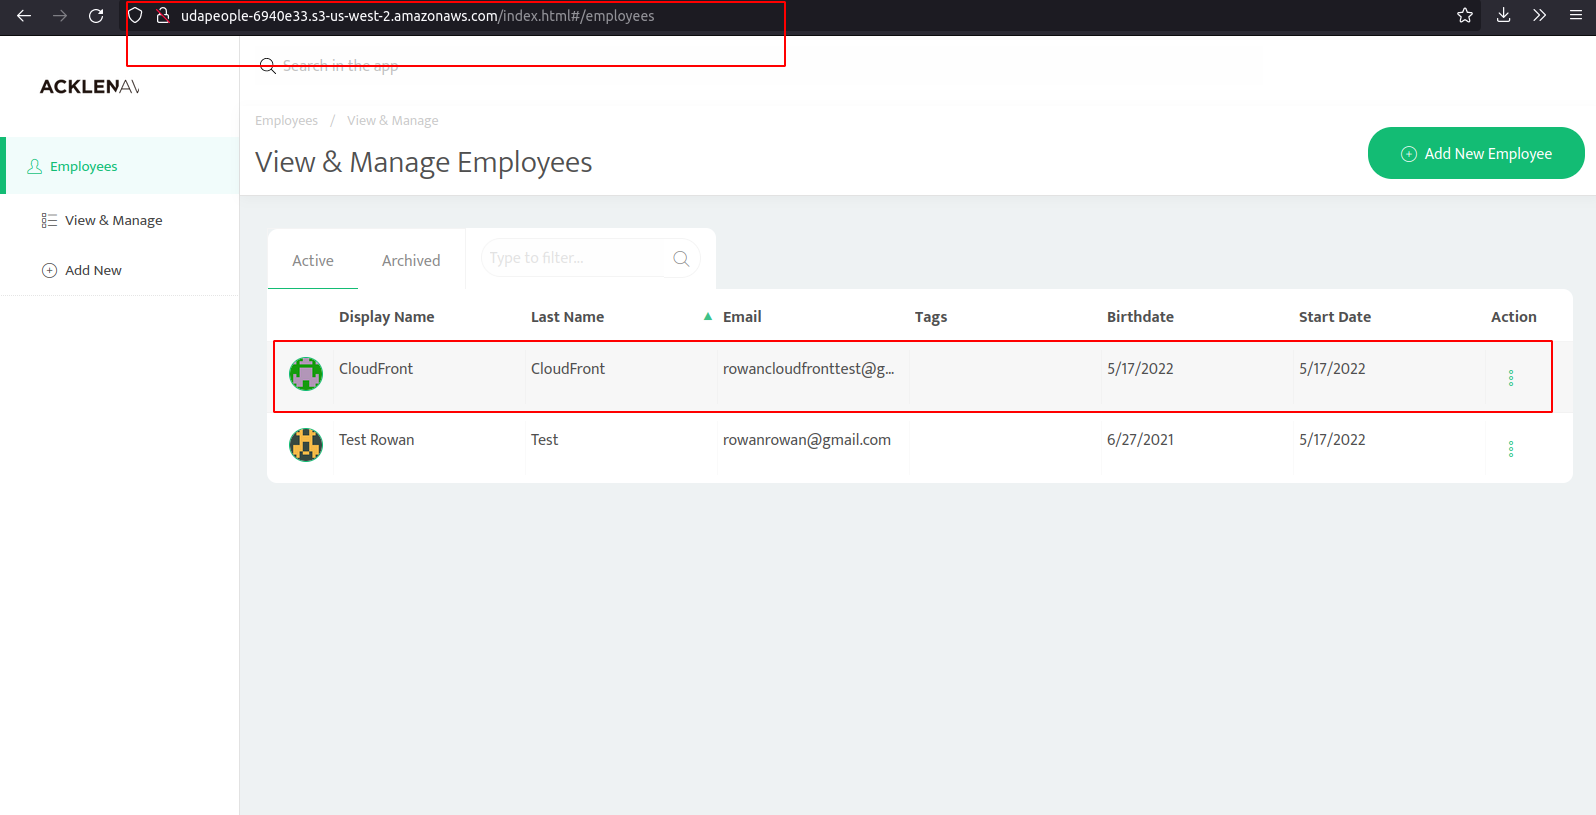 udapeople-6940e33.s3-us-west-2.amazonaws.com/index.html#/employees
ACKLENAV
Search in the app
Employees / View & Manage
View & Manage Employees
Add New Employee
Employees
View & Manage
Add New
Active Archived Type to filter...
Display Name Last Name ▲ Email Tags Birthdate Start Date Action
CloudFront CloudFront rowancloudfronttest@g... 5/17/2022 5/17/2022
Test Rowan Test rowanrowan@gmail.com 6/27/2021 5/17/2022